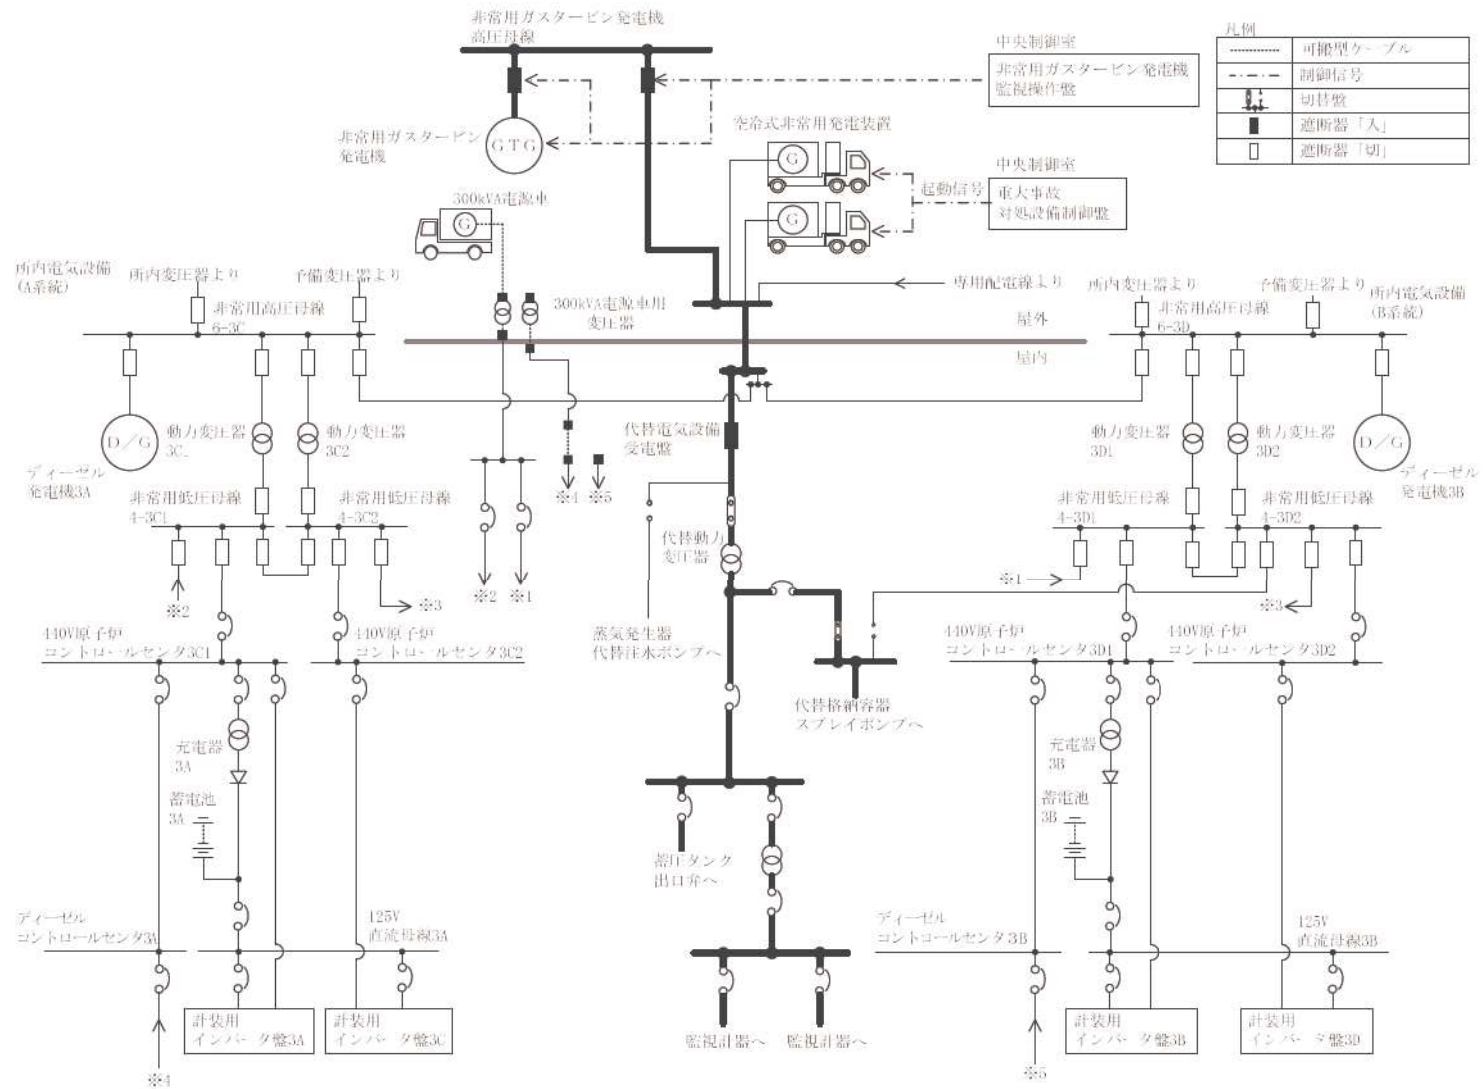 非常用ガスタービン発電機
高圧母線
中央制御室
非常用ガスタービン発電機
監視操作盤
凡例
可搬型ケーブル
制御信号
切替盤
遮断器「入」
遮断器「切」
非常用ガスタービン
発電機
GTG
空冷式非常用発電装置
G
G
中央制御室
起動信号
重大事故
対処設備制御盤
300kVA電源車
G
所内電気設備
(A系統)
所内変圧器より
予備変圧器より
非常用高圧母線
6-3C
300kVA電源車用
変圧器
専用配電線より
屋外
屋内
所内変圧器より
予備変圧器より
所内電気設備
(B系統)
非常用高圧母線
6-3D
D/G
ディーゼル
発電機3A
動力変圧器
動力変圧器
3C2
代替電気設備
受電盤
動力変圧器
3D1
動力変圧器
3D2
D/G
ディーゼル
発電機3B
非常用低圧母線
4-3C1
非常用低圧母線
4-3C2
※4
※5
非常用低圧母線
4-3D1
非常用低圧母線
4-3D2
代替動力
変圧器
※2
※3
※2
※1
※1
※3
440V原子炉
コントロールセンタ3C1
440V原子炉
コントロールセンタ3C2
蒸気発生器
代替注水ポンプへ
440V原子炉
コントロールセンタ3D1
440V原子炉
コントロールセンタ3D2
代替格納容器
スプレイポンプへ
充電器
3A
蓄電池
3A
充電器
3B
蓄電池
3B
蓄圧タンク
出口弁へ
ディーゼル
コントロールセンタ3A
125V
直流母線3A
ディーゼル
コントロールセンタ3B
125V
直流母線3B
計装用
インバータ盤3A
計装用
インバータ盤3C
監視計器へ
監視計器へ
計装用
インバータ盤3B
計装用
インバータ盤3D
※4
※5